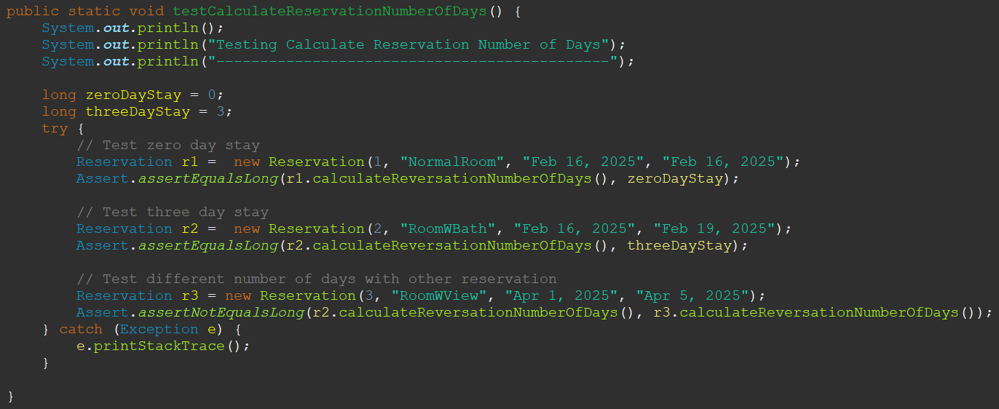 public static void testCalculateReservationNumberOfDays() {
    System.out.println();
    System.out.println("Testing Calculate Reservation Number of Days");
    System.out.println("---------------------------------------------");

    long zeroDayStay = 0;
    long threeDayStay = 3;
    try {
        // Test zero day stay
        Reservation r1 =  new Reservation(1, "NormalRoom", "Feb 16, 2025", "Feb 16, 2025");
        Assert.assertEqualsLong(r1.calculateReversationNumberOfDays(), zeroDayStay);

        // Test three day stay
        Reservation r2 =  new Reservation(2, "RoomWBath", "Feb 16, 2025", "Feb 19, 2025");
        Assert.assertEqualsLong(r2.calculateReversationNumberOfDays(), threeDayStay);

        // Test different number of days with other reservation
        Reservation r3 = new Reservation(3, "RoomWView", "Apr 1, 2025", "Apr 5, 2025");
        Assert.assertNotEqualsLong(r2.calculateReversationNumberOfDays(), r3.calculateReversationNumberOfDays());
    } catch (Exception e) {
        e.printStackTrace();
    }

}